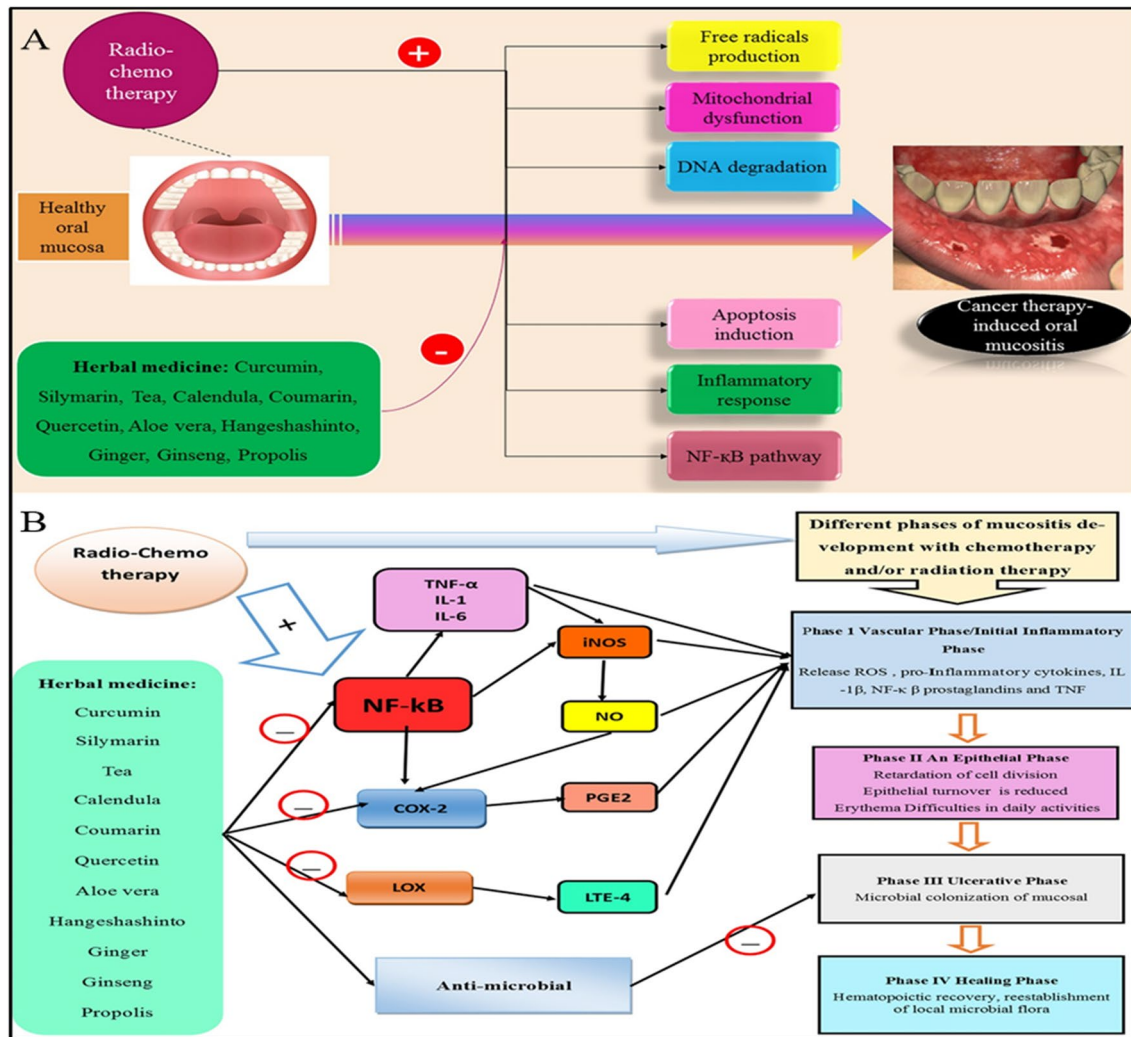 A
Radio-
chemo
therapy
+
Free radicals
production
Mitochondrial
dysfunction
DNA degradation
Healthy
oral
mucosa
Apoptosis
induction
Cancer therapy-
induced oral
mucositis
-
Herbal medicine: Curcumin,
Silymarin, Tea, Calendula, Coumarin,
Quercetin, Aloe vera, Hangeshashinto,
Ginger, Ginseng, Propolis
Inflammatory
response
NF-κB pathway
B
Radio-Chemo
therapy
+
Different phases of mucositis de-
velopment with chemotherapy
and/or radiation therapy
TNF-α
IL-1
IL-6
iNOS
NF-kB
NO
COX-2
PGE2
LOX
LTE-4
Anti-microbial
Herbal medicine:
Curcumin
Silymarin
Tea
Calendula
Coumarin
Quercetin
Aloe vera
Hangeshashinto
Ginger
Ginseng
Propolis
—
—
—
—
Phase 1 Vascular Phase/Initial Inflammatory
Phase
Release ROS , pro-Inflammatory cytokines, IL
-1β, NF-κ β prostaglandins and TNF
Phase II An Epithelial Phase
Retardation of cell division
Epithelial turnover is reduced
Erythema Difficulties in daily activities
Phase III Ulcerative Phase
Microbial colonization of mucosal
Phase IV Healing Phase
Hematopoictic recovery, reestablishment
of local microbial flora